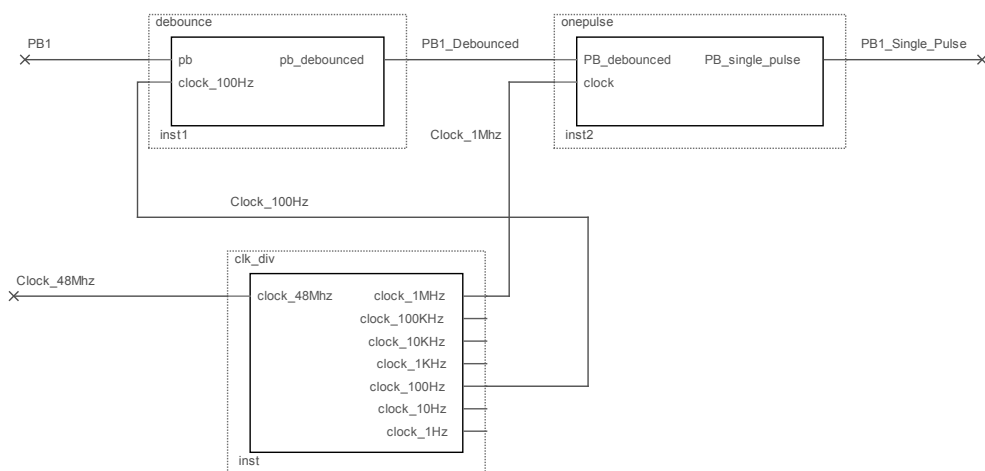 debounce
onepulse
PB1
PB1_Debounced
PB1_Single_Pulse
pb
pb_debounced
PB_debounced
PB_single_pulse
clock_100Hz
clock
inst1
Clock_1Mhz
inst2
Clock_100Hz
clk_div
Clock_48Mhz
clock_48Mhz
clock_1MHz
clock_100KHz
clock_10KHz
clock_1KHz
clock_100Hz
clock_10Hz
clock_1Hz
inst